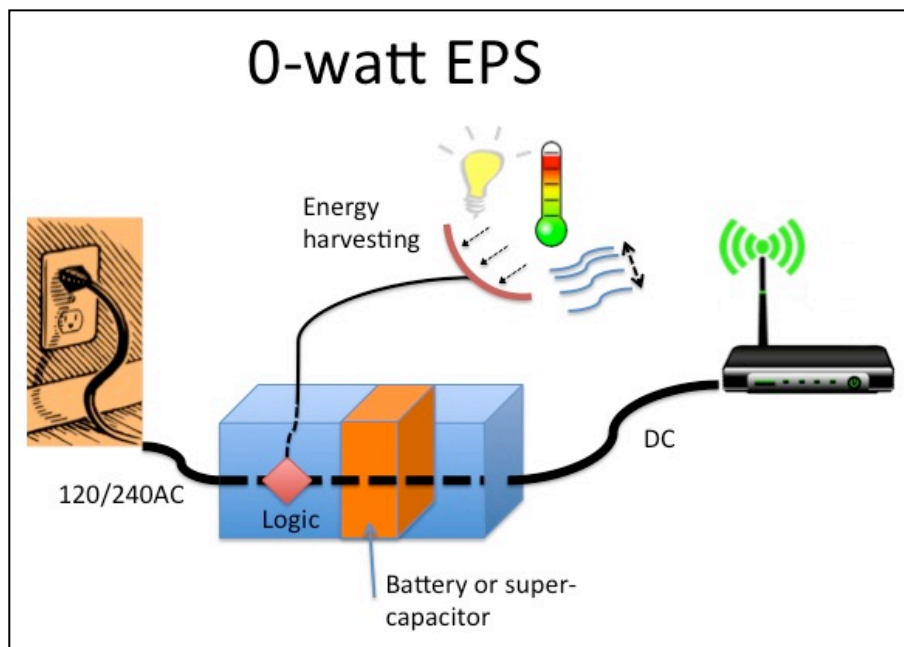 0-watt EPS
Energy
harvesting
DC
120/240AC
Logic
Battery or super-
capacitor